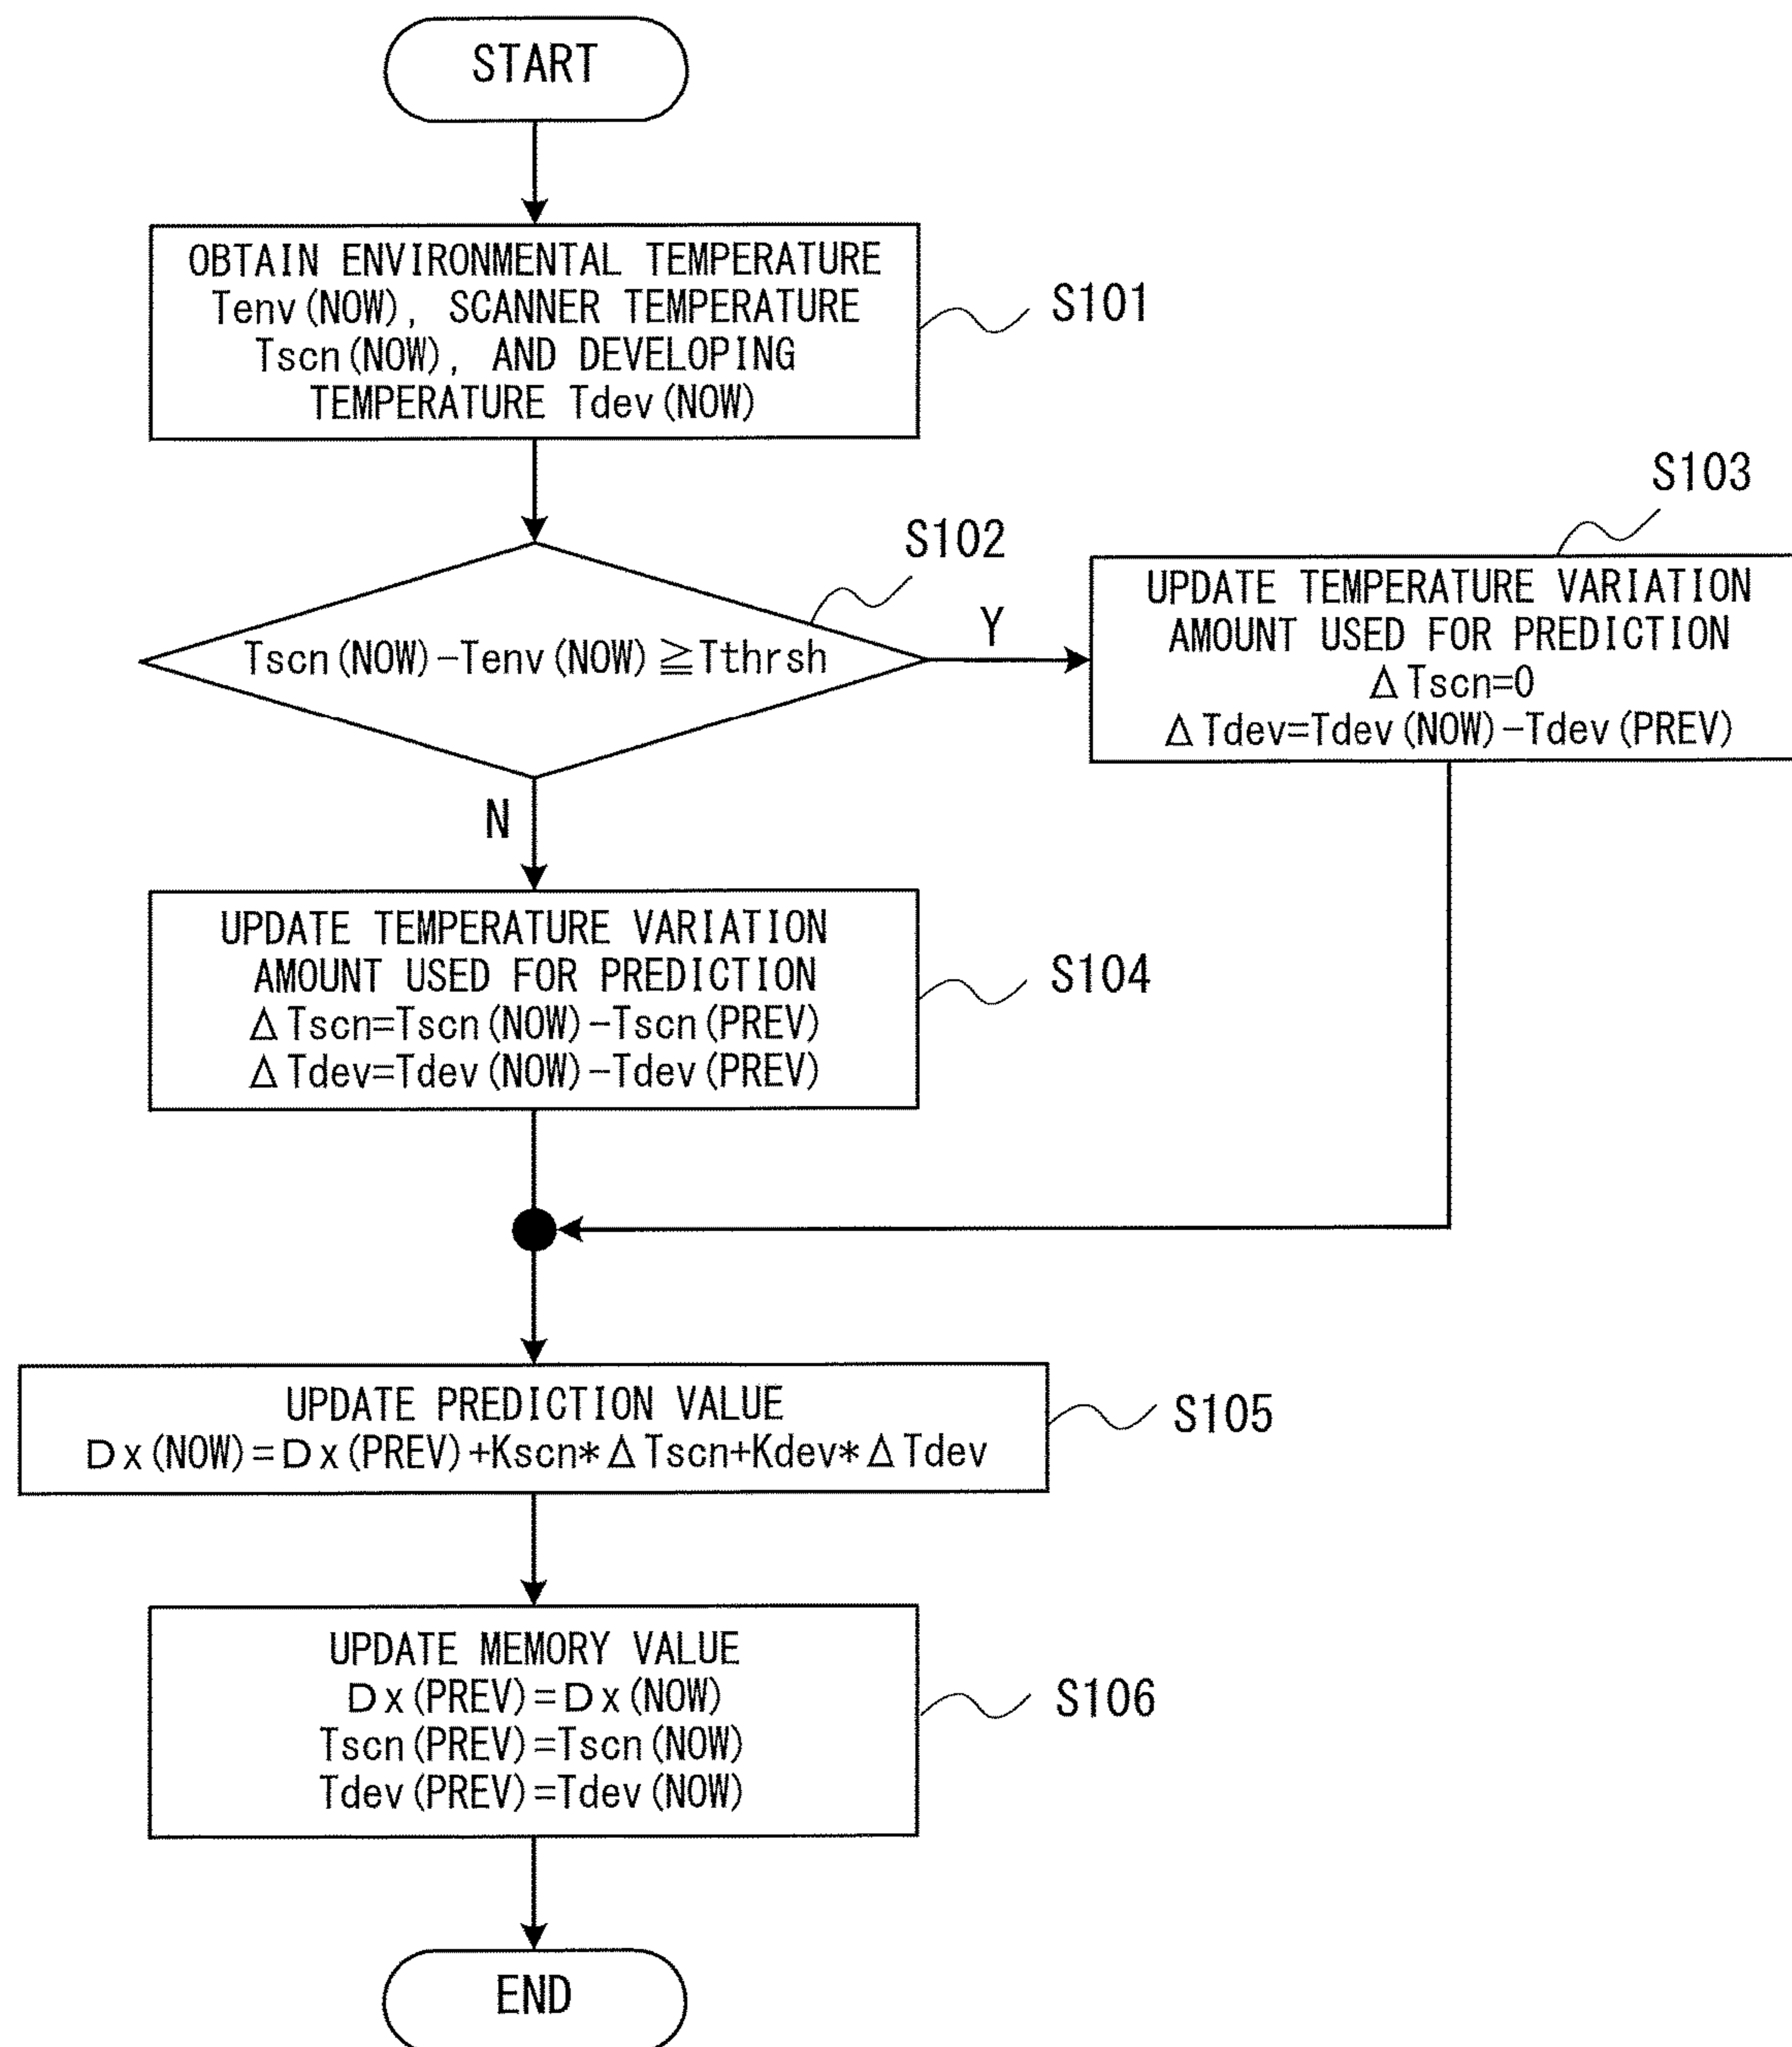 START
OBTAIN ENVIRONMENTAL TEMPERATURE
Tenv(NOW), SCANNER TEMPERATURE
Tscn(NOW), AND DEVELOPING
TEMPERATURE Tdev(NOW)
S101
S102
Tscn(NOW)-Tenv(NOW)≧Tthrsh
Y
N
S103
UPDATE TEMPERATURE VARIATION
AMOUNT USED FOR PREDICTION
ΔTscn=0
ΔTdev=Tdev(NOW)-Tdev(PREV)
UPDATE TEMPERATURE VARIATION
AMOUNT USED FOR PREDICTION
ΔTscn=Tscn(NOW)-Tscn(PREV)
ΔTdev=Tdev(NOW)-Tdev(PREV)
S104
UPDATE PREDICTION VALUE
Dx(NOW)=Dx(PREV)+Kscn*ΔTscn+Kdev*ΔTdev
S105
UPDATE MEMORY VALUE
Dx(PREV)=Dx(NOW)
Tscn(PREV)=Tscn(NOW)
Tdev(PREV)=Tdev(NOW)
S106
END